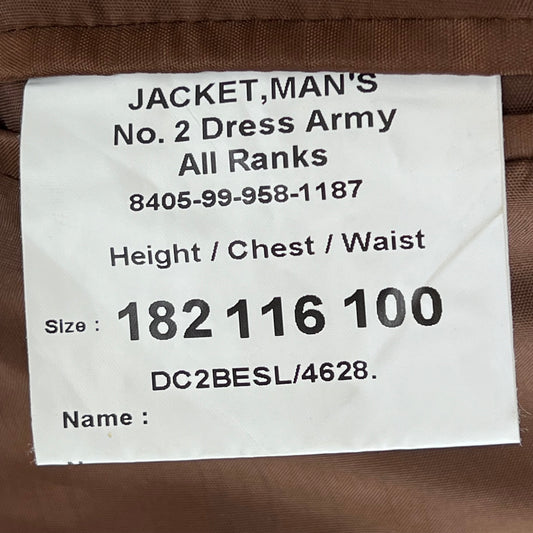 JACKET,MAN'S
No. 2 Dress Army
All Ranks
8405-99-958-1187
Height / Chest / Waist
Size : 182 116 100
DC2BESL/4628.
Name :